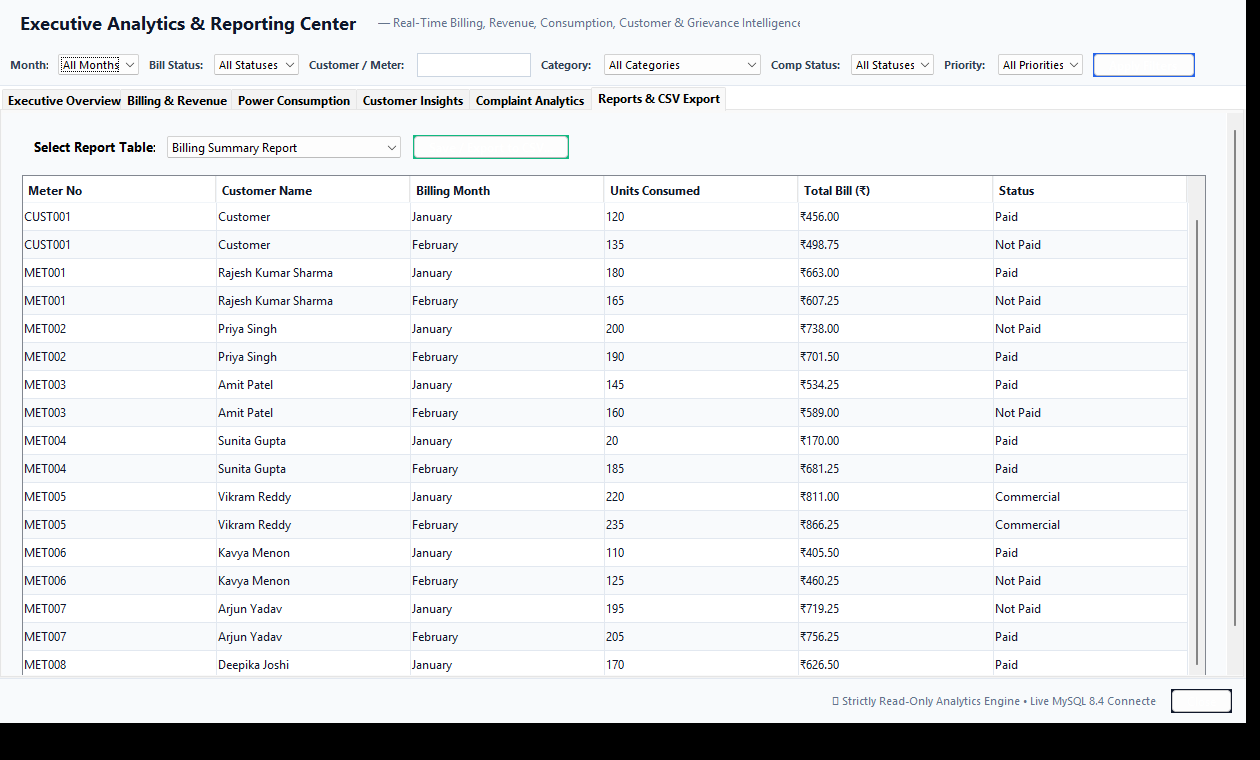 Executive Analytics & Reporting Center — Real-Time Billing, Revenue, Consumption, Customer & Grievance Intelligence
Month: All Months Bill Status: All Statuses Customer / Meter: Category: All Categories Comp Status: All Statuses Priority: All Priorities
Executive Overview Billing & Revenue Power Consumption Customer Insights Complaint Analytics Reports & CSV Export
Select Report Table: Billing Summary Report
Meter No Customer Name Billing Month Units Consumed Total Bill (₹) Status
CUST001 Customer January 120 ₹456.00 Paid
CUST001 Customer February 135 ₹498.75 Not Paid
MET001 Rajesh Kumar Sharma January 180 ₹663.00 Paid
MET001 Rajesh Kumar Sharma February 165 ₹607.25 Not Paid
MET002 Priya Singh January 200 ₹738.00 Not Paid
MET002 Priya Singh February 190 ₹701.50 Paid
MET003 Amit Patel January 145 ₹534.25 Paid
MET003 Amit Patel February 160 ₹589.00 Not Paid
MET004 Sunita Gupta January 20 ₹170.00 Paid
MET004 Sunita Gupta February 185 ₹681.25 Paid
MET005 Vikram Reddy January 220 ₹811.00 Commercial
MET005 Vikram Reddy February 235 ₹866.25 Commercial
MET006 Kavya Menon January 110 ₹405.50 Paid
MET006 Kavya Menon February 125 ₹460.25 Not Paid
MET007 Arjun Yadav January 195 ₹719.25 Not Paid
MET007 Arjun Yadav February 205 ₹756.25 Paid
MET008 Deepika Joshi January 170 ₹626.50 Paid
Strictly Read-Only Analytics Engine • Live MySQL 8.4 Connecte